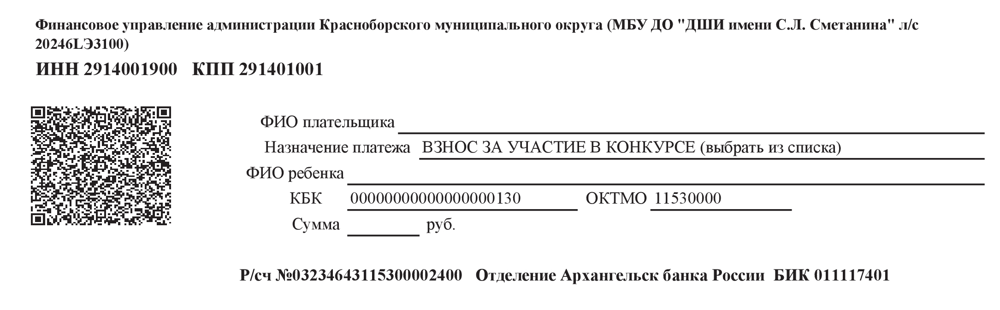 Финансовое управление администрации Красноборского муниципального округа (МБУ ДО "ДШИ имени С.Л. Сметанина" л/с
20246LЭ3100)
ИНН 2914001900 КПП 291401001
ФИО плательщика
Назначение платежа ВЗНОС ЗА УЧАСТИЕ В КОНКУРСЕ (выбрать из списка)
ФИО ребенка
КБК 00000000000000000130 ОКТМО 11530000
Сумма руб.
Р/сч №03234643115300002400 Отделение Архангельск банка России БИК 011117401